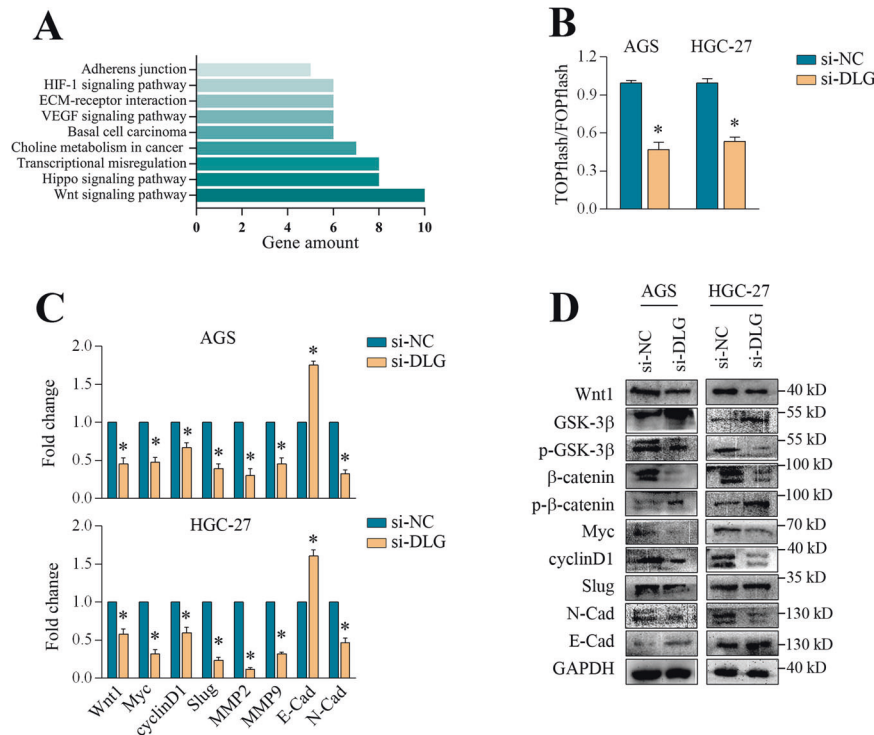 A
Adherens junction
HIF-1 signaling pathway
ECM-receptor interaction
VEGF signaling pathway
Basal cell carcinoma
Choline metabolism in cancer
Transcriptional misregulation
Hippo signaling pathway
Wnt signaling pathway
0 2 4 6 8 10
Gene amount
B
AGS HGC-27
si-NC
si-DLG
TOPflash/FOPflash
1.2
0.9
0.6
0.3
0.0
* *
C
AGS
si-NC
si-DLG
Fold change
2.0
1.5
1.0
0.5
0.0
* * * * * * * *
HGC-27
si-NC
si-DLG
Fold change
2.0
1.5
1.0
0.5
0.0
* * * * * * * *
Wnt1 Myc cyclinD1 Slug MMP2 MMP9 E-Cad N-Cad
D
AGS HGC-27
si-NC si-DLG si-NC si-DLG
Wnt1 40 kD
GSK-3β 55 kD
p-GSK-3β 55 kD
β-catenin 100 kD
p-β-catenin 100 kD
Myc 70 kD
cyclinD1 40 kD
Slug 35 kD
N-Cad 130 kD
E-Cad 130 kD
GAPDH 40 kD